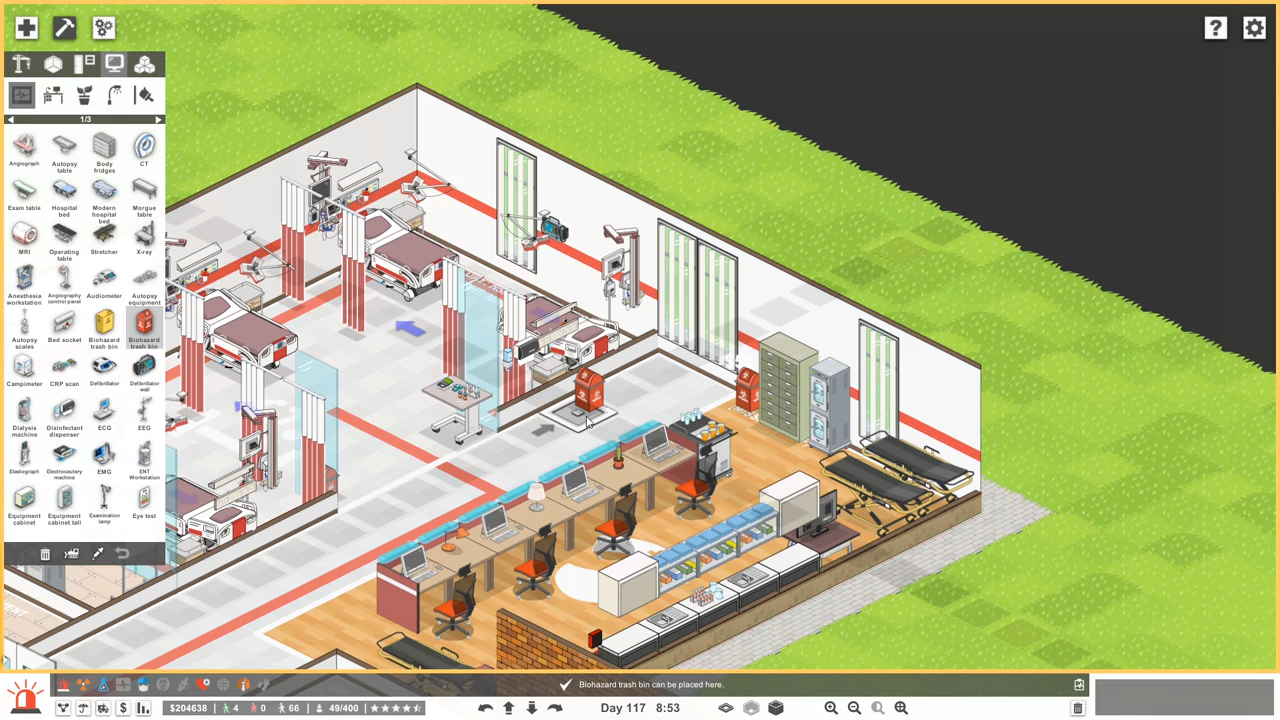 ?
1/3
Angiograph
Autopsy table
Body fridges
CT
Exam table
Hospital bed
Modern hospital bed
Morgue table
MRI
Operating table
Stretcher
X-ray
Anesthesia workstation
Angiography control panel
Audiometer
Autopsy equipment
Autopsy scales
Bed socket
Biohazard trash bin
Biohazard trash bin
Campimeter
CRP scan
Defibrillator
Defibrillator wall
Dialysis machine
Disinfectant dispenser
ECG
EEG
Elastograph
Electrocautery machine
EMG
ENT Workstation
Equipment cabinet
Equipment cabinet tall
Examination lamp
Eye test
Biohazard trash bin can be placed here.
$
$204638
4
0
66
400/400
Day 117
8:53